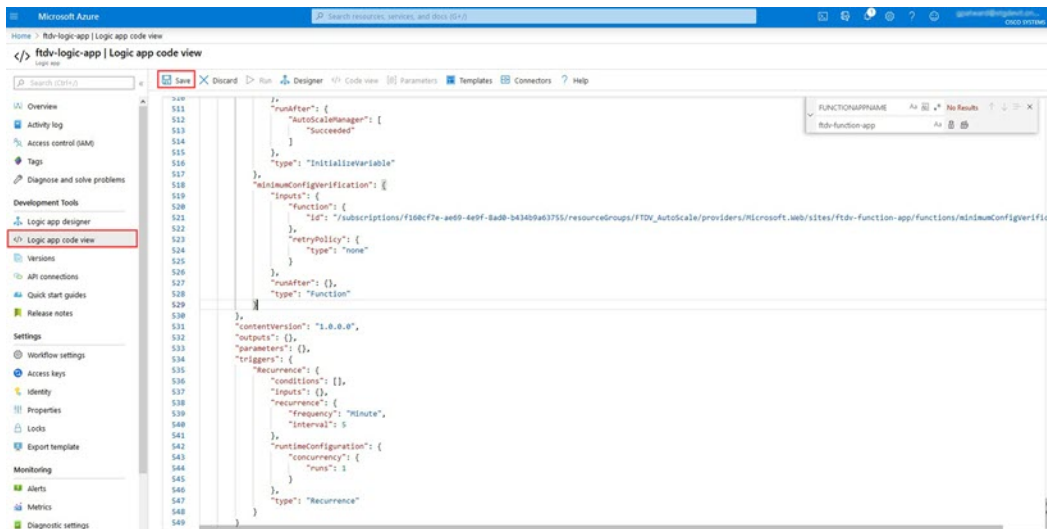 Microsoft Azure
Search resources, services, and docs (G+/)
CISCO SYSTEMS
Home > ftdv-logic-app | Logic app code view
</> ftdv-logic-app | Logic app code view
Logic app
Search (Ctrl+/)
«
Save Discard Run Designer </> Code view Parameters Templates Connectors ? Help
Overview
Activity log
Access control (IAM)
Tags
Diagnose and solve problems
Development Tools
Logic app designer
</> Logic app code view
Versions
API connections
Quick start guides
Release notes
Settings
Workflow settings
Access keys
Identity
Properties
Locks
Export template
Monitoring
Alerts
Metrics
Diagnostic settings
FUNCTIONAPPNAME No Results
ftdv-function-app
510 },
511 "runAfter": {
512 "AutoScaleManager": [
513 "Succeeded"
514 ]
515 },
516 "type": "InitializeVariable"
517 },
518 "minimumConfigVerification": {
519 "inputs": {
520 "function": {
521 "id": "/subscriptions/f160cf7e-ae69-4e9f-8ad0-b434b9a63755/resourceGroups/FTDV_AutoScale/providers/Microsoft.Web/sites/ftdv-function-app/functions/minimumConfigVerific
522 },
523 "retryPolicy": {
524 "type": "none"
525 }
526 },
527 "runAfter": {},
528 "type": "Function"
529 }
530 },
531 "contentVersion": "1.0.0.0",
532 "outputs": {},
533 "parameters": {},
534 "triggers": {
535 "Recurrence": {
536 "conditions": [],
537 "inputs": {},
538 "recurrence": {
539 "frequency": "Minute",
540 "interval": 5
541 },
542 "runtimeConfiguration": {
543 "concurrency": {
544 "runs": 1
545 }
546 },
547 "type": "Recurrence"
548 }
549 }